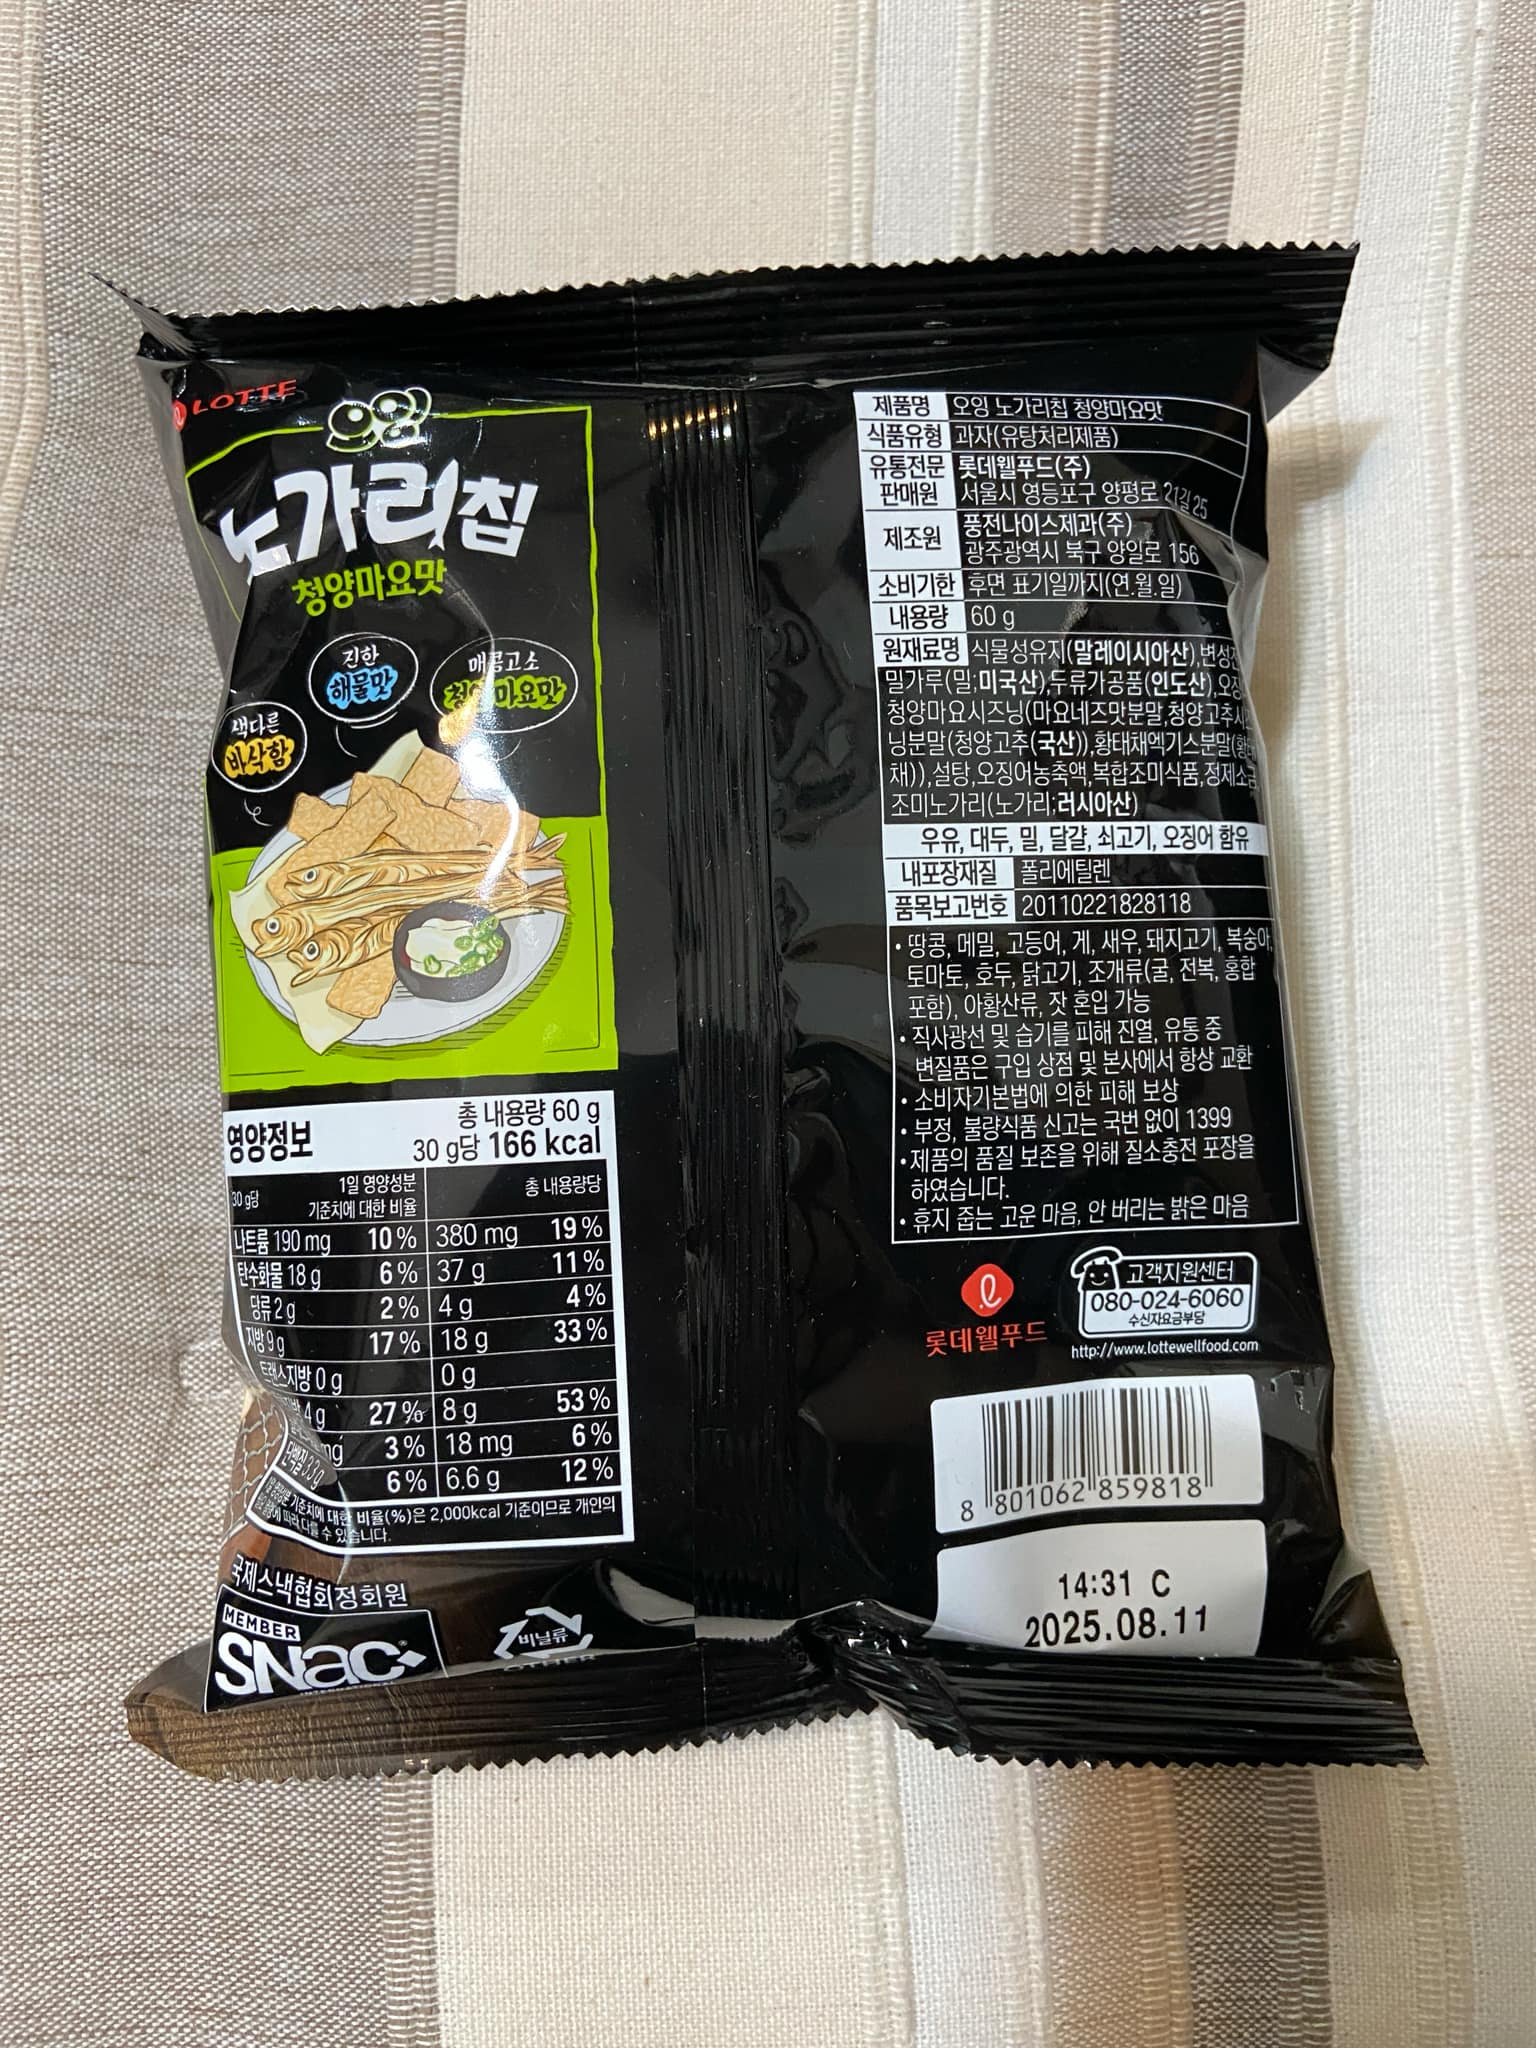 LOTTE
오잉
노가리칩
청양마요맛
진한
해물맛
매콤고소
청양마요맛
색다른
바삭함
영양정보
총 내용량 60 g
30 g당 166 kcal
30 g당 1일 영양성분 기준치에 대한 비율 총 내용량당
나트륨 190 mg 10 % 380 mg 19 %
탄수화물 18 g 6 % 37 g 11 %
당류 2 g 2 % 4 g 4 %
지방 9 g 17 % 18 g 33 %
트랜스지방 0 g 0 g
4 g 27 % 8 g 53 %
mg 3 % 18 mg 6 %
단백질 3.3 g 6 % 6.6 g 12 %
기준치에 대한 비율(%)은 2,000kcal 기준이므로 개인의
따라 다를 수 있습니다.
국제스낵협회정회원
MEMBER
SNAC
INTERNATIONAL
비닐류
OTHER
제품명 오잉 노가리칩 청양마요맛
식품유형 과자(유탕처리제품)
유통전문 롯데웰푸드(주)
판매원 서울시 영등포구 양평로 21길 25
제조원 풍전나이스제과(주)
광주광역시 북구 양일로 156
소비기한 후면 표기일까지(연.월.일)
내용량 60 g
원재료명 식물성유지(말레이시아산),변성전
밀가루(밀;미국산),두류가공품(인도산),오징
청양마요시즈닝(마요네즈맛분말,청양고추시즈
닝분말(청양고추(국산)),황태채엑기스분말(황태
채)),설탕,오징어농축액,복합조미식품,정제소금
조미노가리(노가리;러시아산)
우유, 대두, 밀, 달걀, 쇠고기, 오징어 함유
내포장재질 폴리에틸렌
품목보고번호 20110221828118
• 땅콩, 메밀, 고등어, 게, 새우, 돼지고기, 복숭아,
토마토, 호두, 닭고기, 조개류(굴, 전복, 홍합
포함), 아황산류, 잣 혼입 가능
• 직사광선 및 습기를 피해 진열, 유통 중
변질품은 구입 상점 및 본사에서 항상 교환
• 소비자기본법에 의한 피해 보상
• 부정, 불량식품 신고는 국번 없이 1399
• 제품의 품질 보존을 위해 질소충전 포장을
하였습니다.
• 휴지 줍는 고운 마음, 안 버리는 밝은 마음
롯데웰푸드
고객지원센터
080-024-6060
수신자요금부담
http://www.lottewellfood.com
8 801062 859818
14:31 C
2025.08.11